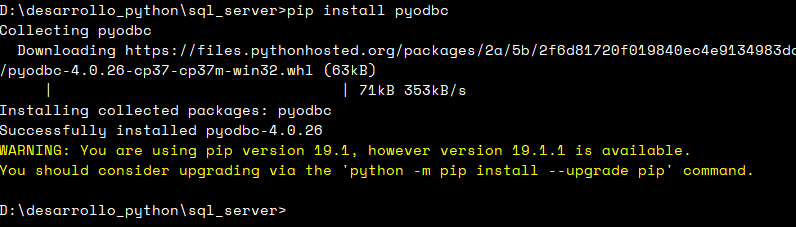 D:\desarrollo_python\sql_server>pip install pyodbc
Collecting pyodbc
  Downloading https://files.pythonhosted.org/packages/2a/5b/2f6d81720f019840ec4e9134983dc
/pyodbc-4.0.26-cp37-cp37m-win32.whl (63kB)
     |                                | 71kB 353kB/s
Installing collected packages: pyodbc
Successfully installed pyodbc-4.0.26
WARNING: You are using pip version 19.1, however version 19.1.1 is available.
You should consider upgrading via the 'python -m pip install --upgrade pip' command.
D:\desarrollo_python\sql_server>